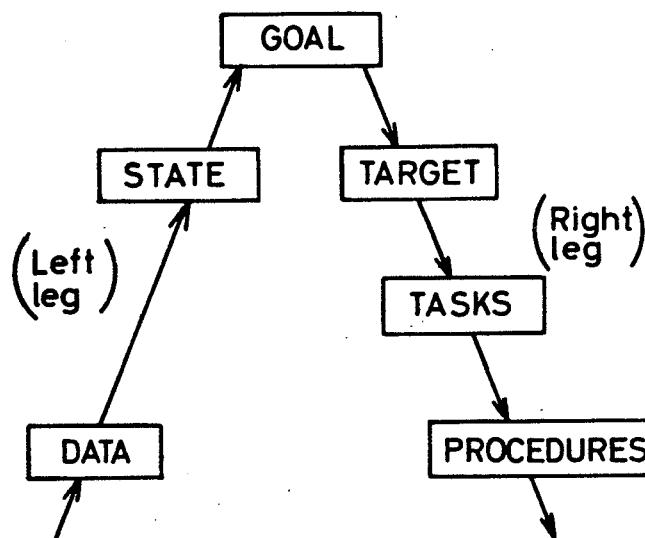 GOAL
STATE
TARGET
(Left
leg)
(Right
leg)
TASKS
DATA
PROCEDURES